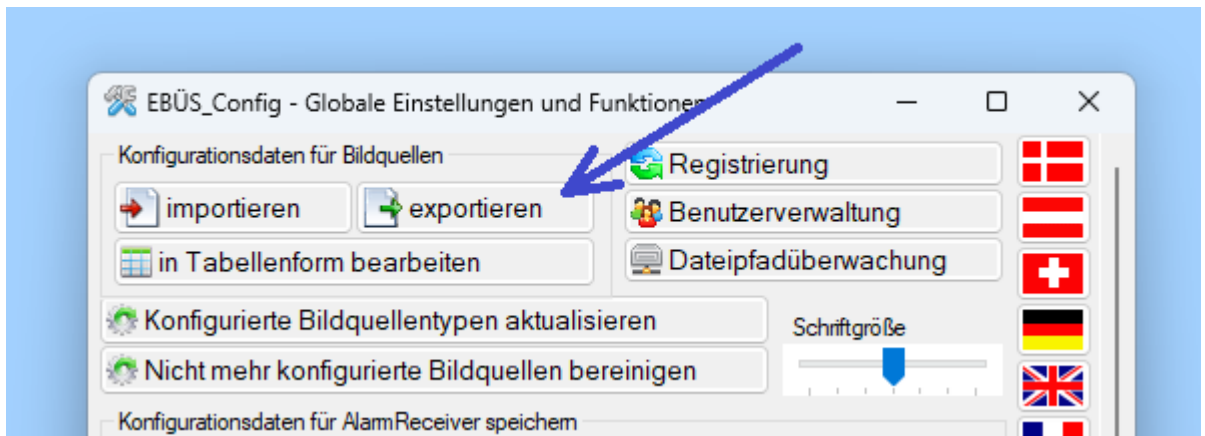 EBÜS_Config - Globale Einstellungen und Funktionen
Konfigurationsdaten für Bildquellen
importieren
exportieren
in Tabellenform bearbeiten
Registrierung
Benutzerverwaltung
Dateipfadüberwachung
Konfigurierte Bildquellentypen aktualisieren
Nicht mehr konfigurierte Bildquellen bereinigen
Schriftgröße
Konfigurationsdaten für AlarmReceiver speichern